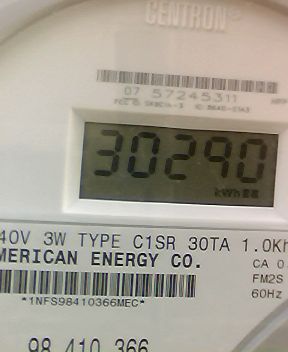 CENTRON®
07 57245311
30290
kWh
40V 3W TYPE C1SR 30TA 1.0Kh
MERICAN ENERGY CO.
CA 0
FM2S
60Hz
*1NFS98410366MEC*
98 410 366